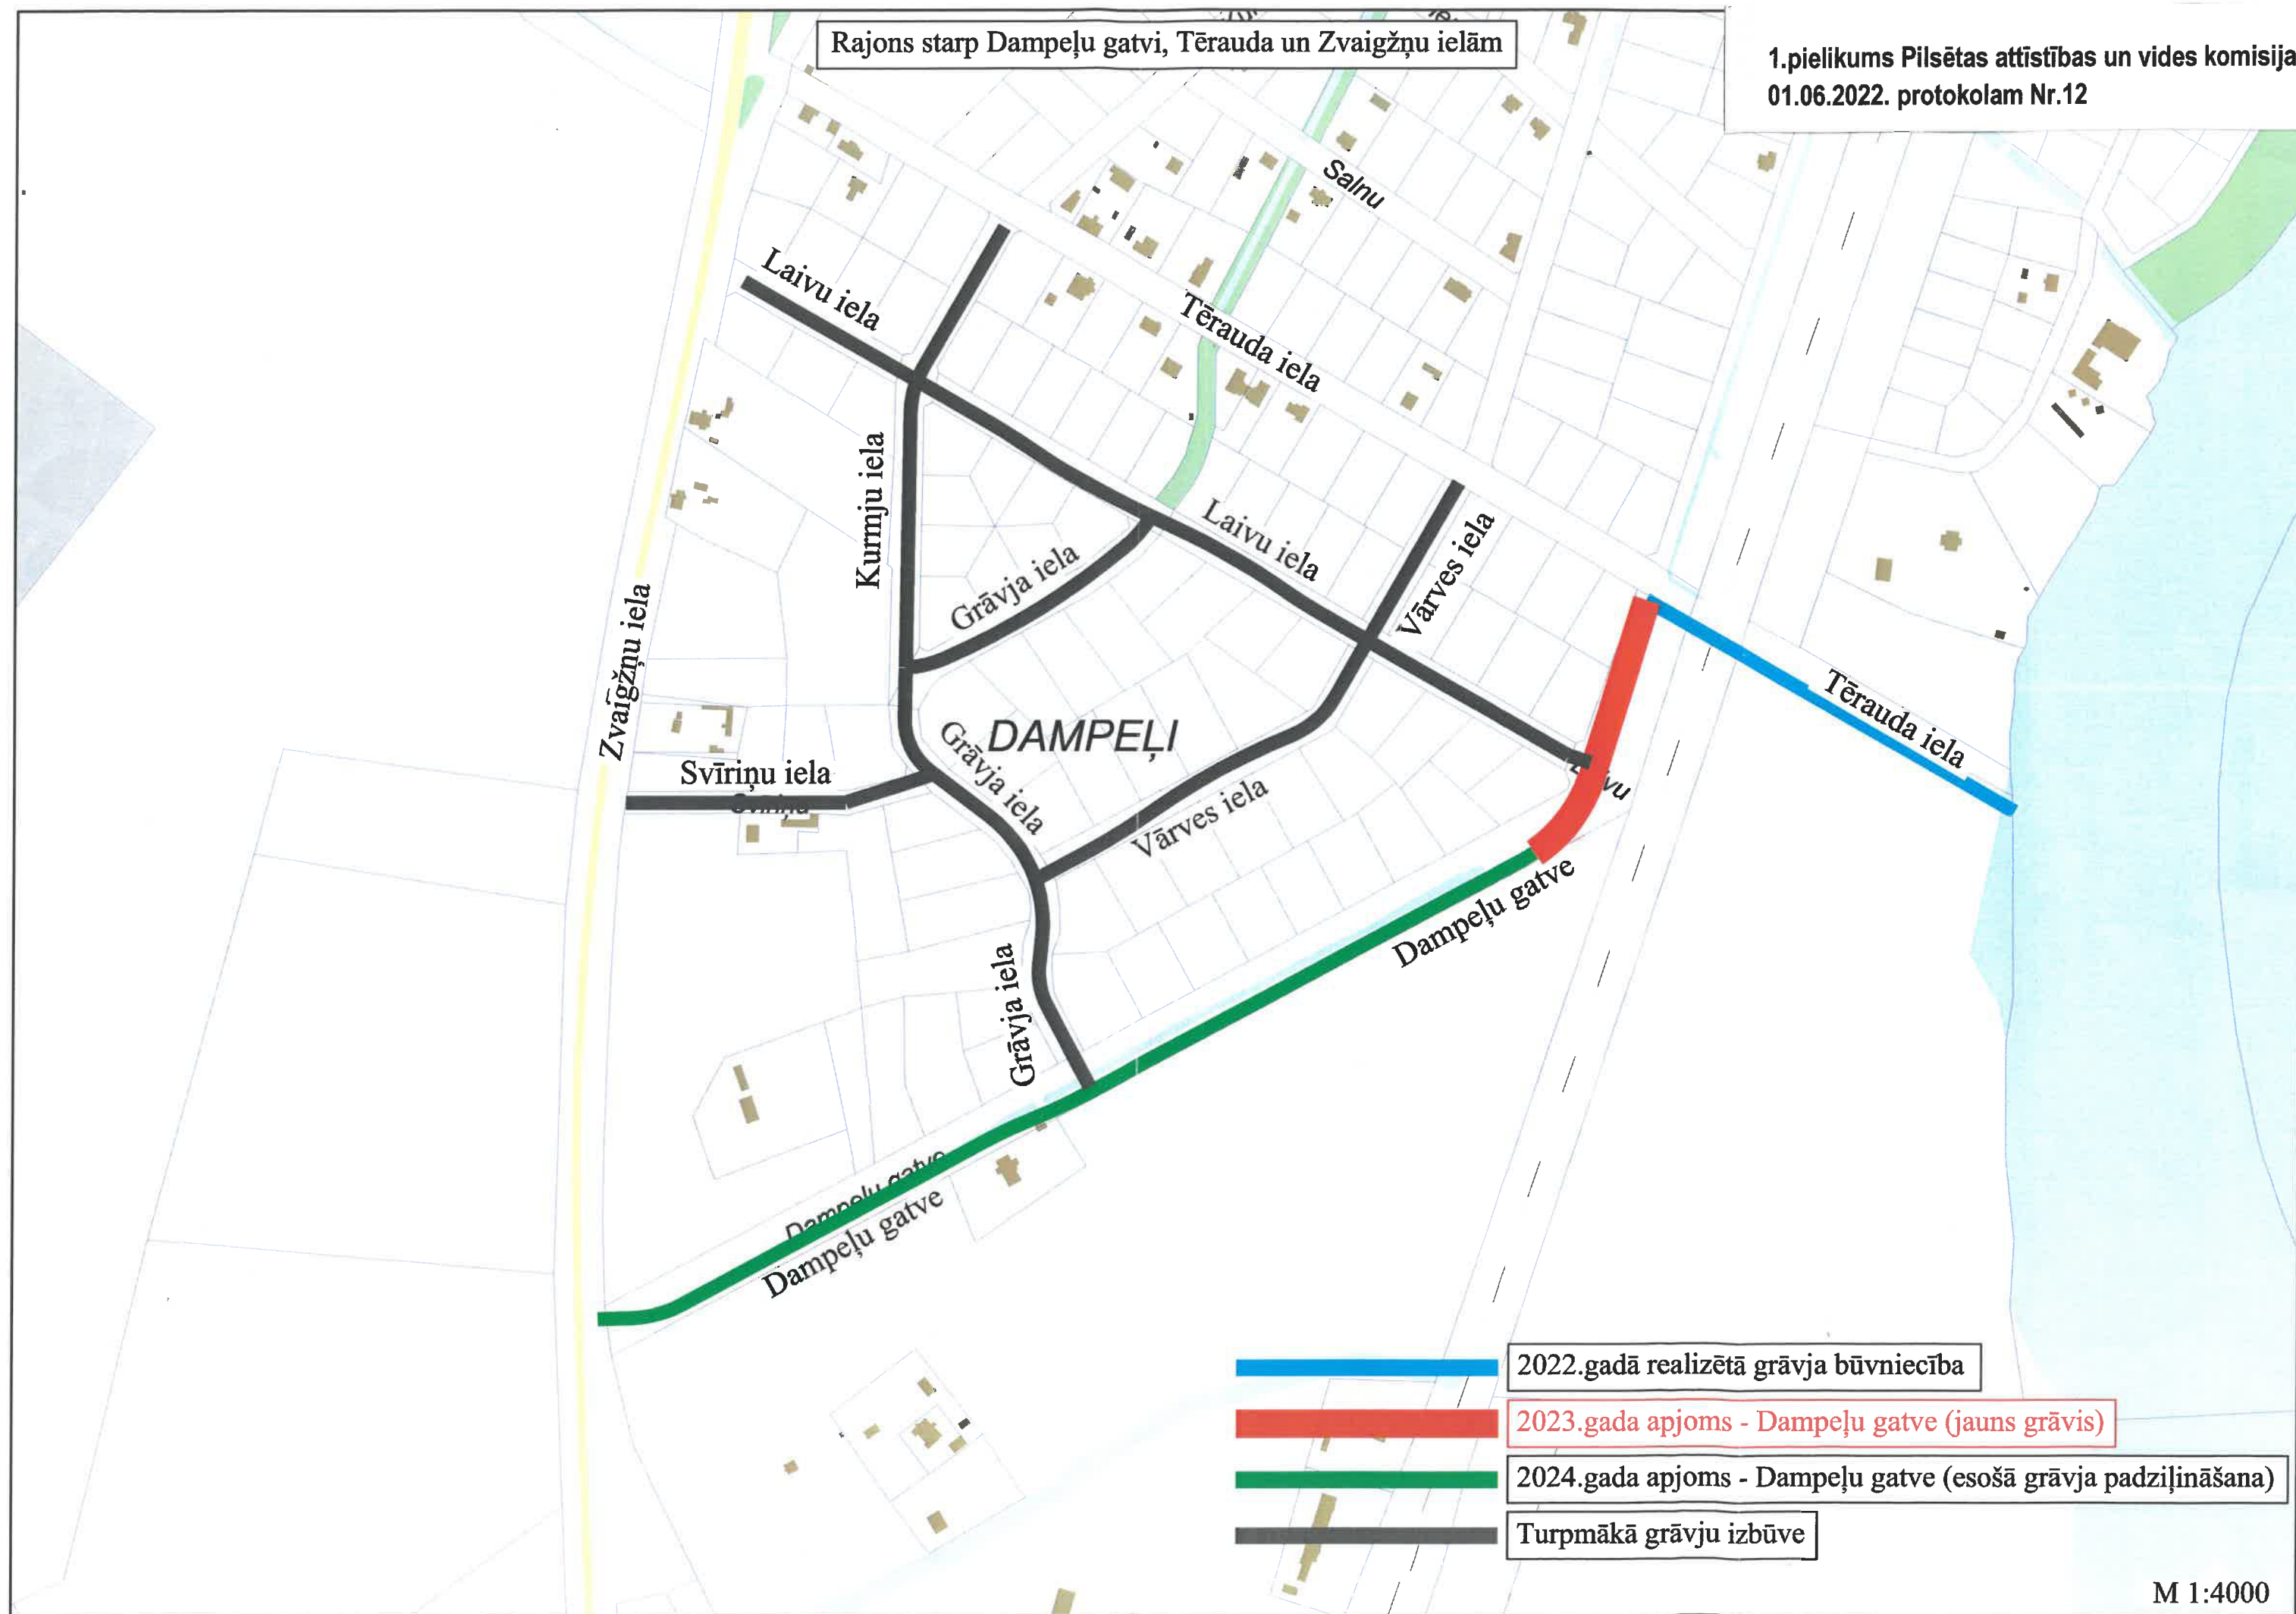 Rajons starp Dampeļu gatvi, Tērauda un Zvaigžņu ielām
1.pielikums Pilsētas attīstības un vides komisija
01.06.2022. protokolam Nr.12
Salnu
Laivu iela
Tērauda iela
Kurmju iela
Laivu iela
Vārves iela
Grāvja iela
Zvaigžņu iela
Tērauda iela
DAMPEĻI
Grāvja iela
Svīriņu iela
Svīriņu
Vārves iela
Dampeļu gatve
Grāvja iela
Dampeļu gatve
Dampeļu gatve
2022.gadā realizētā grāvja būvniecība
2023.gada apjoms - Dampeļu gatve (jauns grāvis)
2024.gada apjoms - Dampeļu gatve (esošā grāvja padziļināšana)
Turpmākā grāvju izbūve
M 1:4000